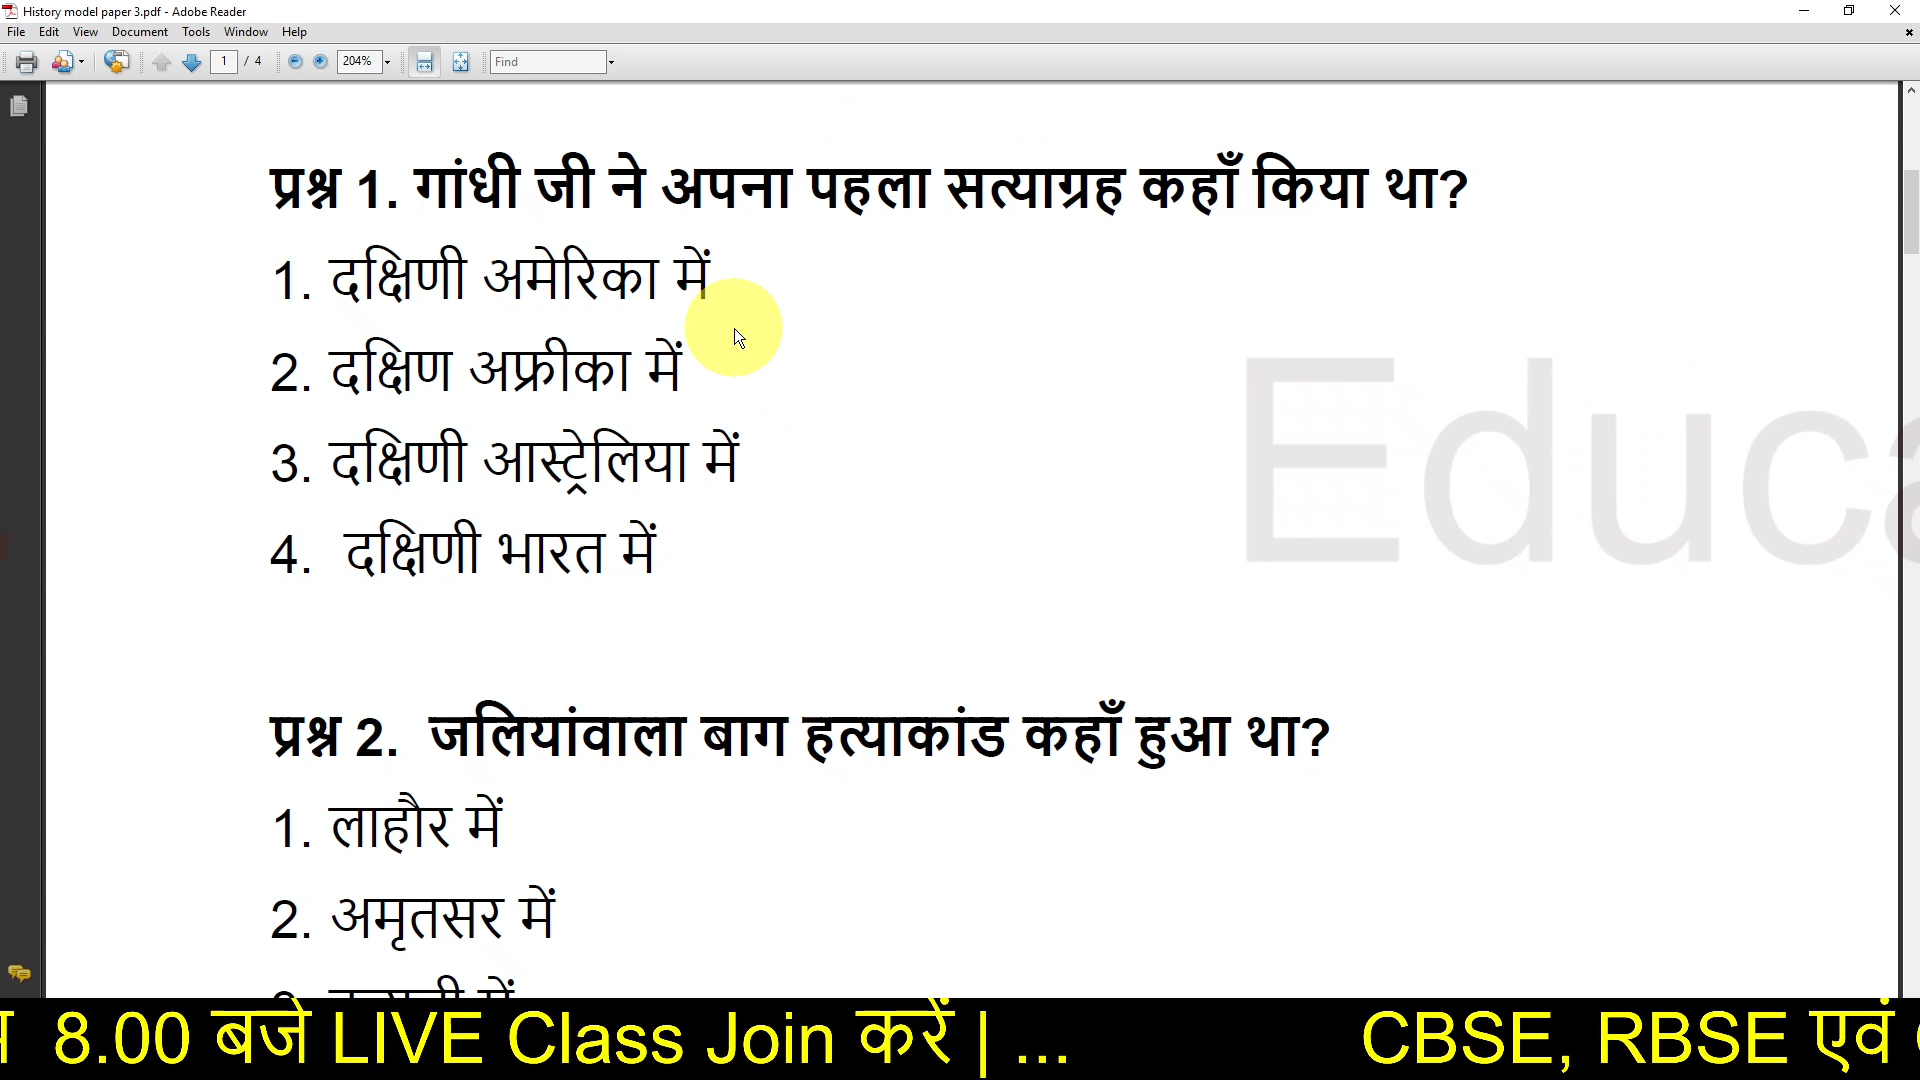 History model paper 3.pdf - Adobe Reader
File Edit View Document Tools Window Help
1 / 4 204% Find
प्रश्न 1. गांधी जी ने अपना पहला सत्याग्रह कहाँ किया था?
1. दक्षिणी अमेरिका में
2. दक्षिण अफ्रीका में
3. दक्षिणी आस्ट्रेलिया में
4. दक्षिणी भारत में
Educa
प्रश्न 2. जलियांवाला बाग हत्याकांड कहाँ हुआ था?
1. लाहौर में
2. अमृतसर में
8.00 बजे LIVE Class Join करें | ... CBSE, RBSE एवं